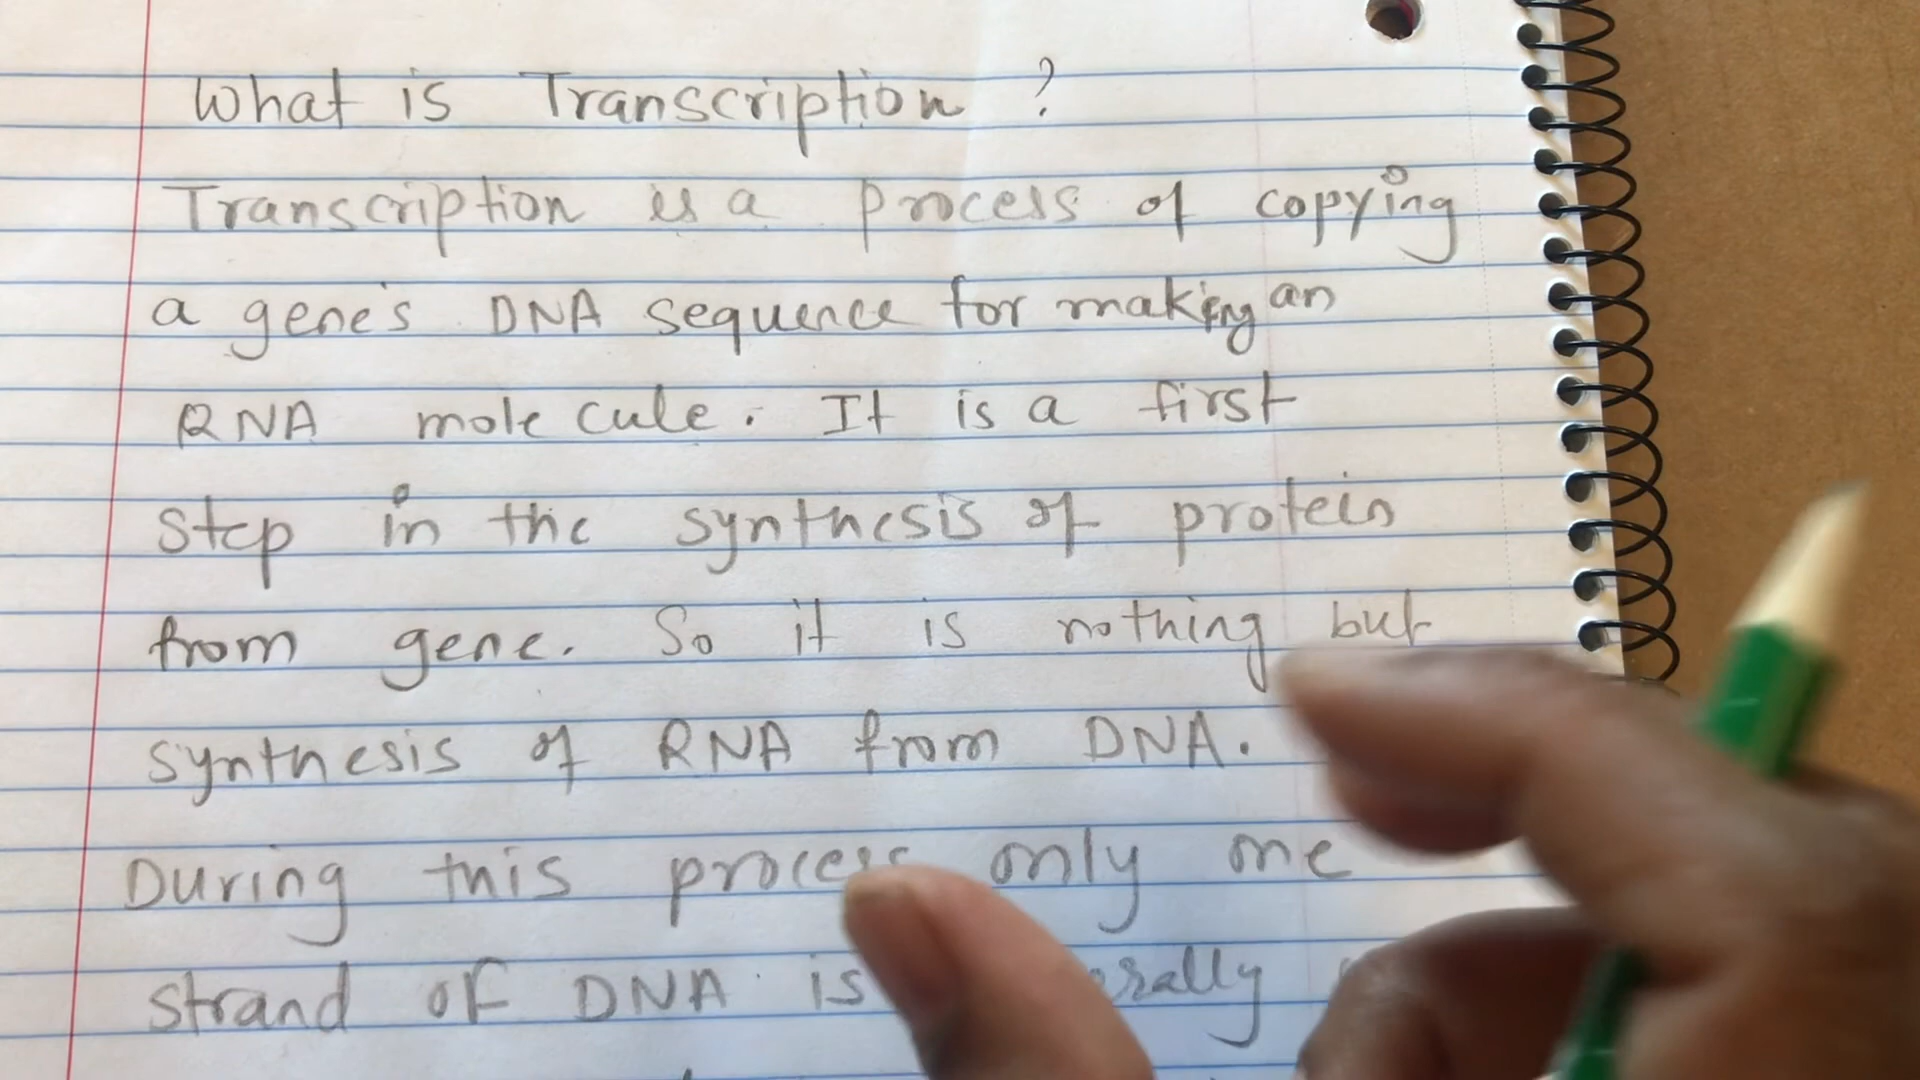 What is Transcription ?
Transcription is a process of copying
a gene's DNA sequence for making an
RNA molecule. It is a first
step in the synthesis of protein
from gene. So it is nothing but
synthesis of RNA from DNA.
During this process only one
strand of DNA is